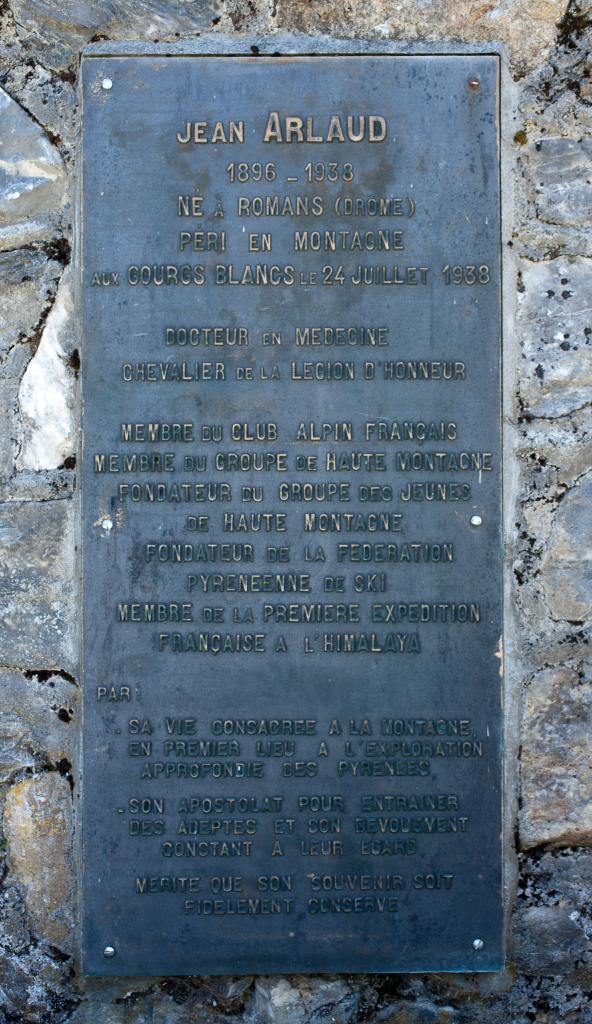 JEAN ARLAUD
1896 - 1938
NÉ À ROMANS (DROME)
PÉRI EN MONTAGNE
AUX GOURGS BLANCS LE 24 JUILLET 1938
DOCTEUR EN MEDECINE
CHEVALIER DE LA LEGION D'HONNEUR
MEMBRE DU CLUB ALPIN FRANÇAIS
MEMBRE DU GROUPE DE HAUTE MONTAGNE
FONDATEUR DU GROUPE DES JEUNES
DE HAUTE MONTAGNE
FONDATEUR DE LA FEDERATION
PYRENEENNE DE SKI
MEMBRE DE LA PREMIERE EXPEDITION
FRANÇAISE A L'HIMALAYA
PAR:
. SA VIE CONSACREE A LA MONTAGNE,
EN PREMIER LIEU A L'EXPLORATION
APPROFONDIE DES PYRENEES.
. SON APOSTOLAT POUR ENTRAINER
DES ADEPTES ET SON DEVOUEMENT
CONSTANT A LEUR EGARD
MERITE QUE SON SOUVENIR SOIT
FIDELEMENT CONSERVE